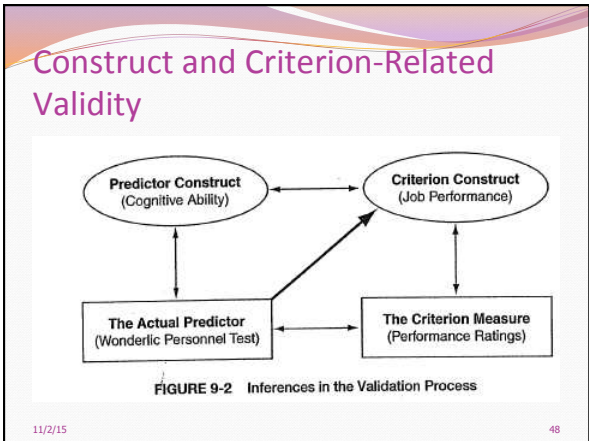 Construct and Criterion-Related
Validity
Predictor Construct
(Cognitive Ability)
Criterion Construct
(Job Performance)
The Actual Predictor
(Wonderlic Personnel Test)
The Criterion Measure
(Performance Ratings)
FIGURE 9-2 Inferences in the Validation Process
11/2/15
48